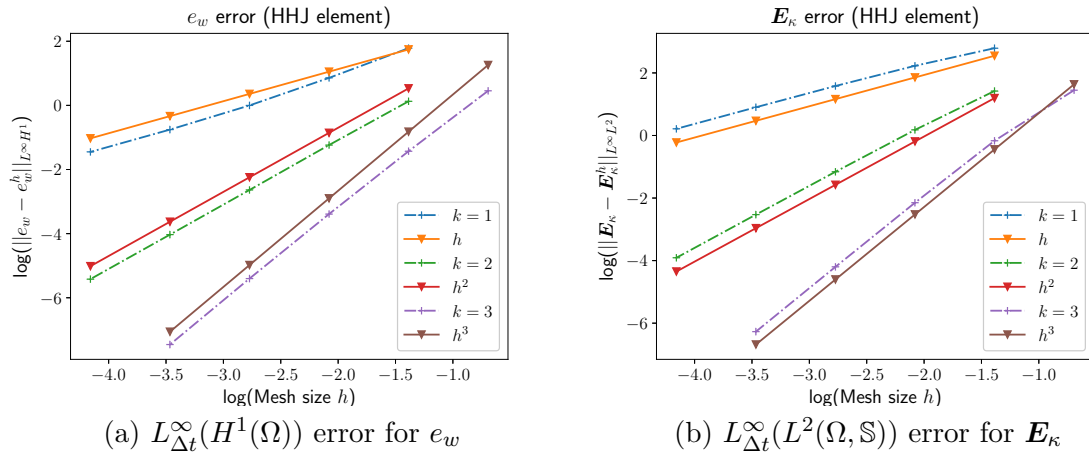 e_w error (HHJ element)
log(||e_w − e_w^h||_{L^∞H^1})
2
0
−2
−4
−6
k = 1
h
k = 2
h^2
k = 3
h^3
−4.0 −3.5 −3.0 −2.5 −2.0 −1.5 −1.0
log(Mesh size h)
(a) L^∞_{Δt}(H^1(Ω)) error for e_w
E_κ error (HHJ element)
log(||E_κ − E_κ^h||_{L^∞L^2})
2
0
−2
−4
−6
k = 1
h
k = 2
h^2
k = 3
h^3
−4.0 −3.5 −3.0 −2.5 −2.0 −1.5 −1.0
log(Mesh size h)
(b) L^∞_{Δt}(L^2(Ω, 𝕊)) error for E_κ